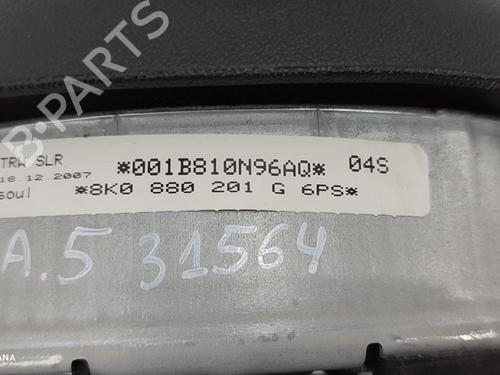 B-PARTS
TRW SLR
*001B810N96AQ* 04S
18.12.2007
soul
*8K0 880 201 G 6PS*
A.5 31564